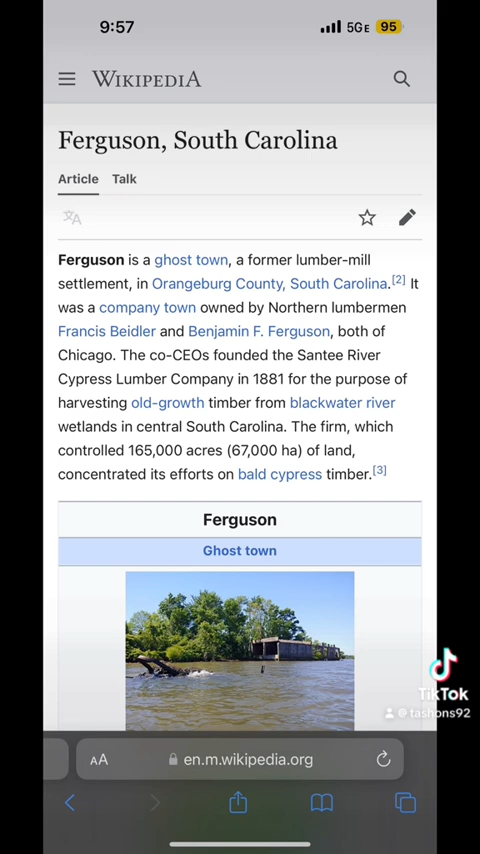 9:57
5GE
95
WIKIPEDIA
Ferguson, South Carolina
Article Talk
Ferguson is a ghost town, a former lumber-mill
settlement, in Orangeburg County, South Carolina.[2] It
was a company town owned by Northern lumbermen
Francis Beidler and Benjamin F. Ferguson, both of
Chicago. The co-CEOs founded the Santee River
Cypress Lumber Company in 1881 for the purpose of
harvesting old-growth timber from blackwater river
wetlands in central South Carolina. The firm, which
controlled 165,000 acres (67,000 ha) of land,
concentrated its efforts on bald cypress timber.[3]
Ferguson
Ghost town
TikTok
@tashons92
AA en.m.wikipedia.org